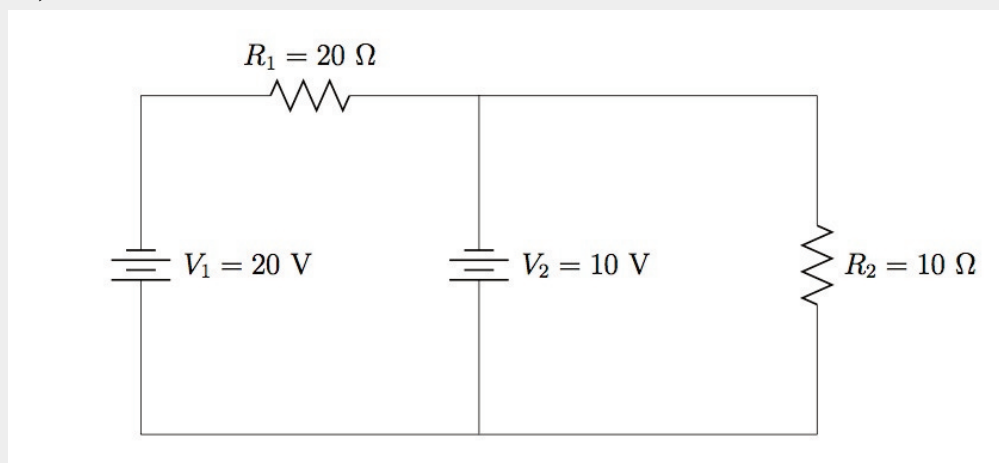 R₁ = 20 Ω
V₁ = 20 V
V₂ = 10 V
R₂ = 10 Ω